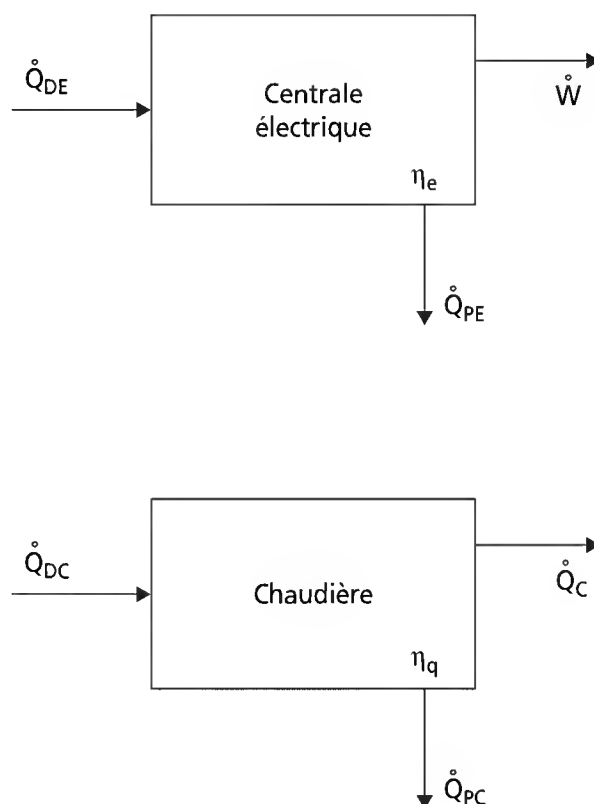 Q̊DE
Centrale
électrique
W̊
ηe
Q̊PE
Q̊DC
Chaudière
Q̊C
ηq
Q̊PC